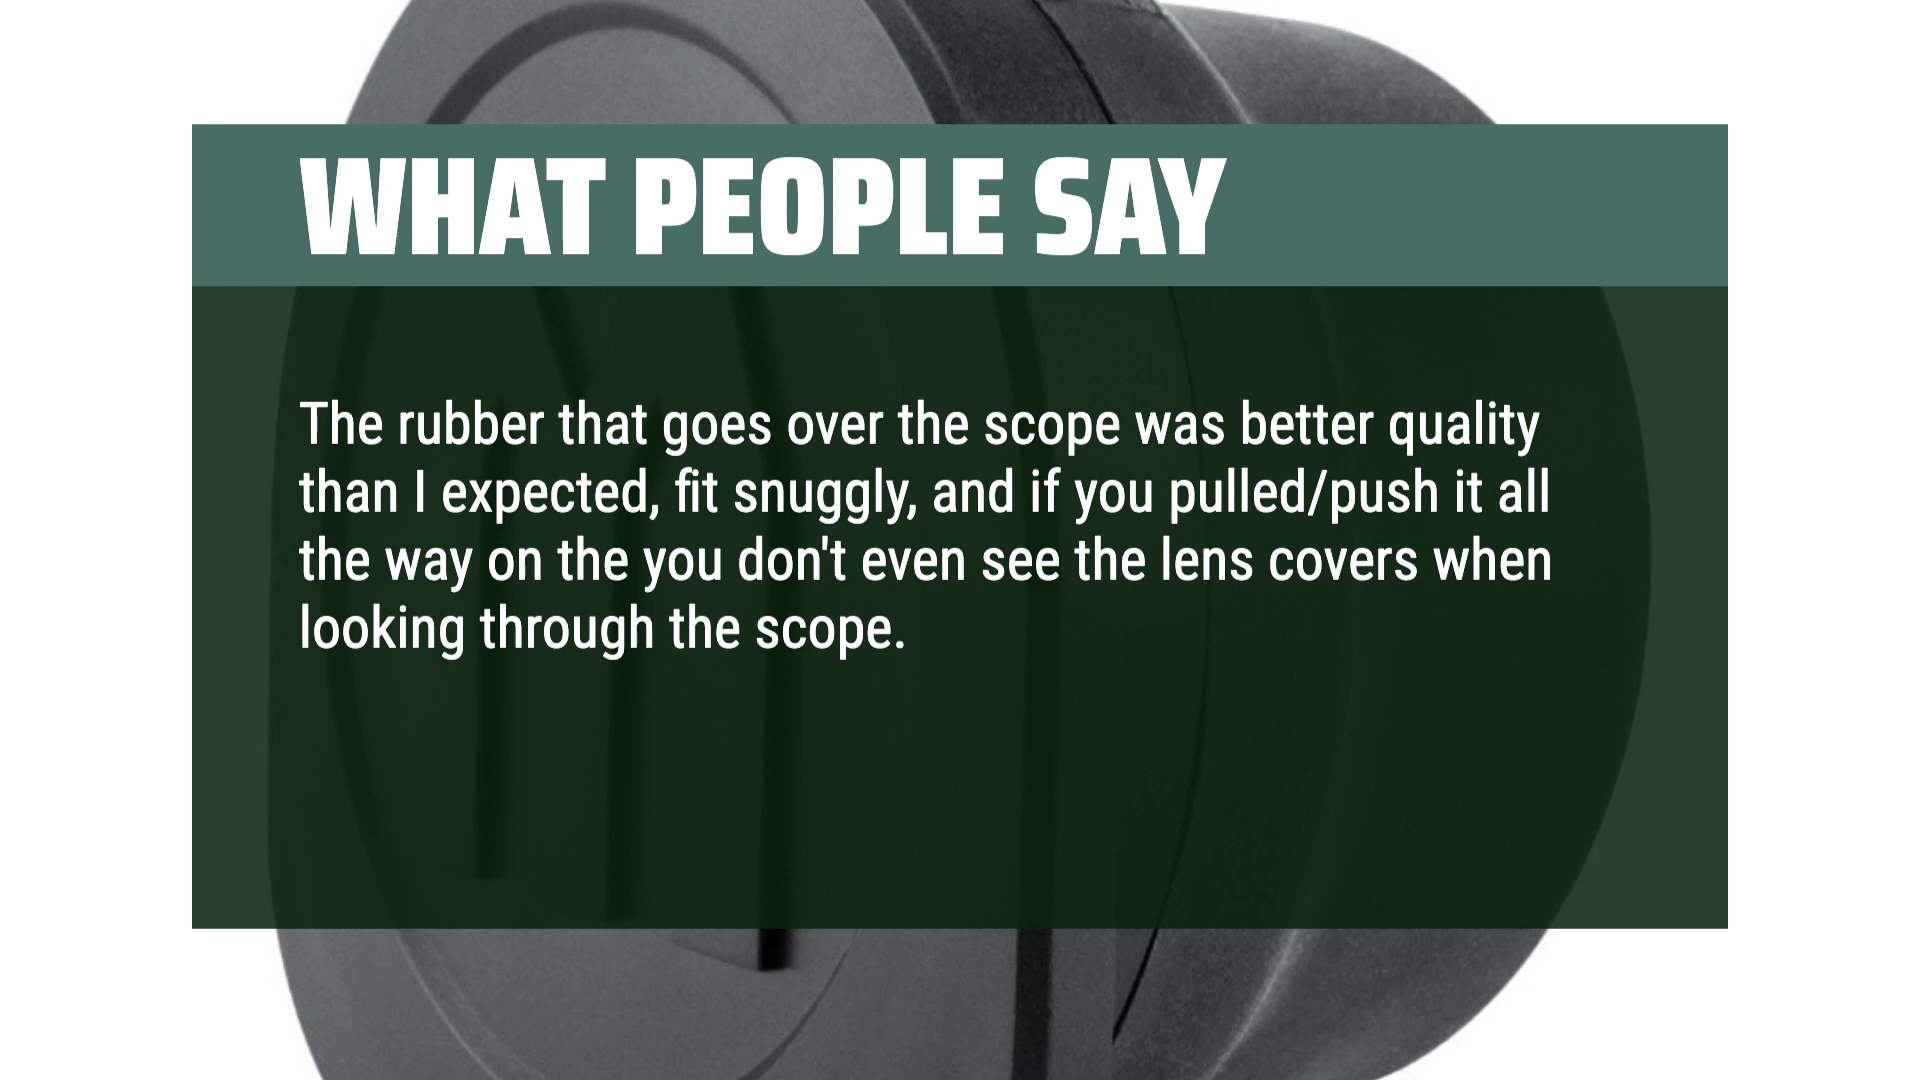 WHAT PEOPLE SAY
The rubber that goes over the scope was better quality
than I expected, fit snuggly, and if you pulled/push it all
the way on the you don't even see the lens covers when
looking through the scope.